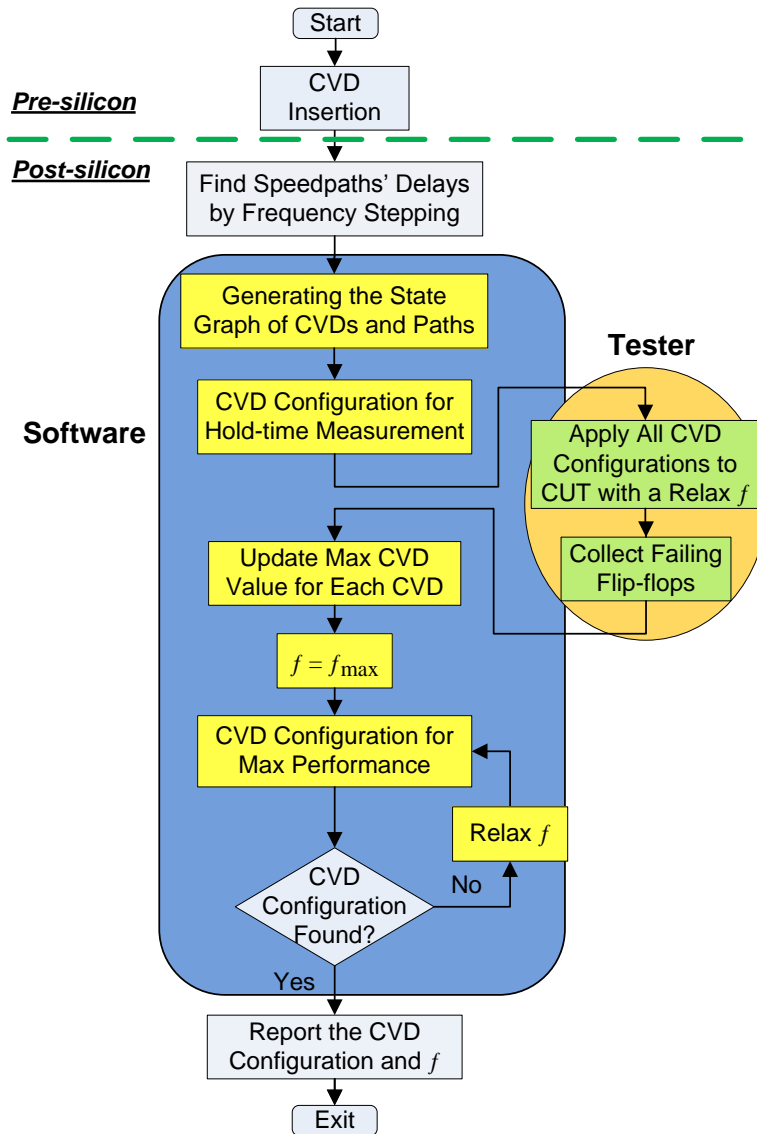 Start
CVD
Insertion
Pre-silicon
Post-silicon
Find Speedpaths' Delays
by Frequency Stepping
Generating the State
Graph of CVDs and Paths
Tester
CVD Configuration for
Hold-time Measurement
Software
Apply All CVD
Configurations to
CUT with a Relax f
Collect Failing
Flip-flops
Update Max CVD
Value for Each CVD
f = fmax
CVD Configuration for
Max Performance
Relax f
No
CVD
Configuration
Found?
Yes
Report the CVD
Configuration and f
Exit